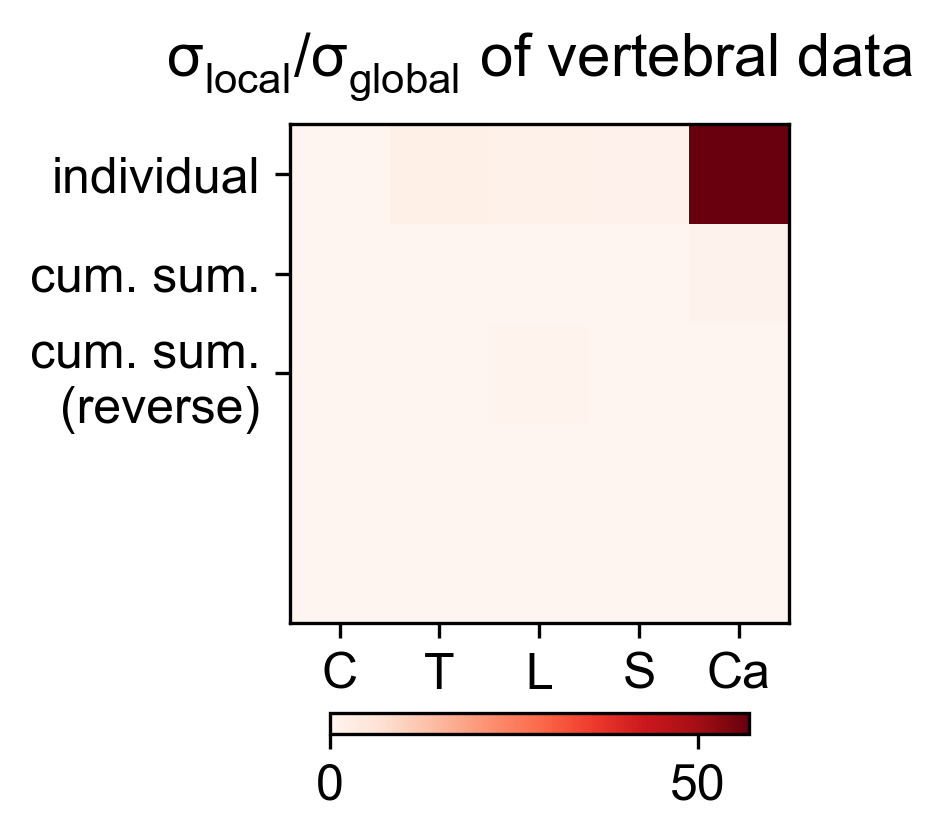 σlocal/σglobal of vertebral data
individual
cum. sum.
cum. sum.
(reverse)
C T L S Ca
0 50